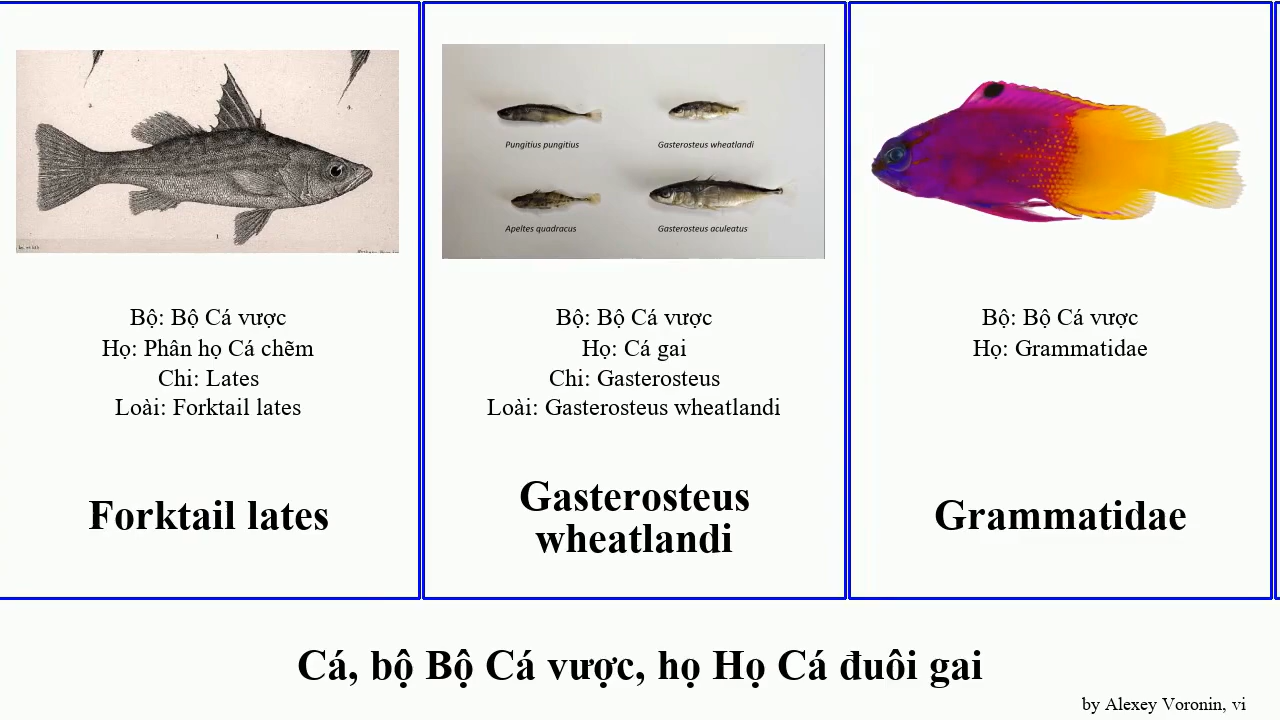 3.
4.
1
Pungitius pungitius
Gasterosteus wheatlandi
Apeltes quadracus
Gasterosteus aculeatus
Bộ: Bộ Cá vược
Họ: Phân họ Cá chẽm
Chi: Lates
Loài: Forktail lates
Forktail lates
Bộ: Bộ Cá vược
Họ: Cá gai
Chi: Gasterosteus
Loài: Gasterosteus wheatlandi
Gasterosteus
wheatlandi
Bộ: Bộ Cá vược
Họ: Grammatidae
Grammatidae
Cá, bộ Bộ Cá vược, họ Họ Cá đuôi gai
by Alexey Voronin, vi